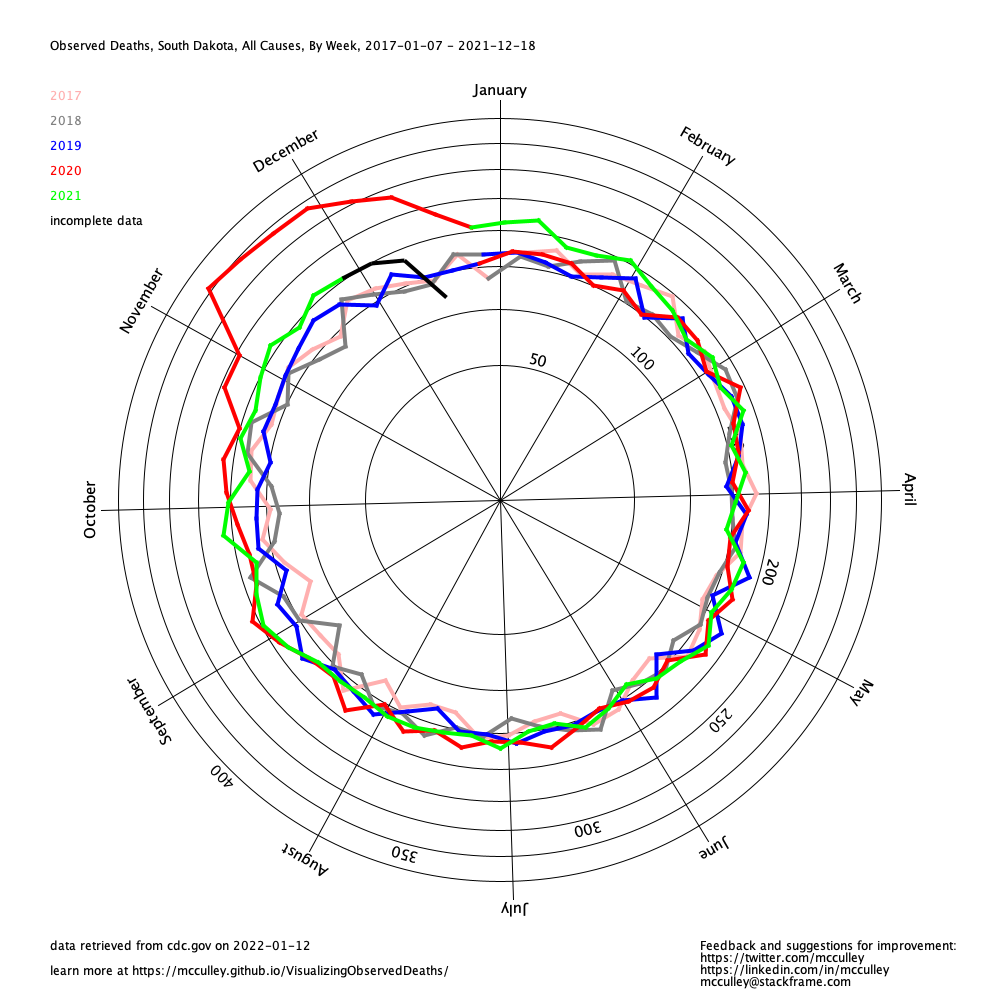 Observed Deaths, South Dakota, All Causes, By Week, 2017-01-07 - 2021-12-18
2017
2018
2019
2020
2021
incomplete data
January
February
March
April
May
June
July
August
September
October
November
December
50
100
200
250
300
350
400
data retrieved from cdc.gov on 2022-01-12
learn more at https://mcculley.github.io/VisualizingObservedDeaths/
Feedback and suggestions for improvement:
https://twitter.com/mcculley
https://linkedin.com/in/mcculley
mcculley@stackframe.com